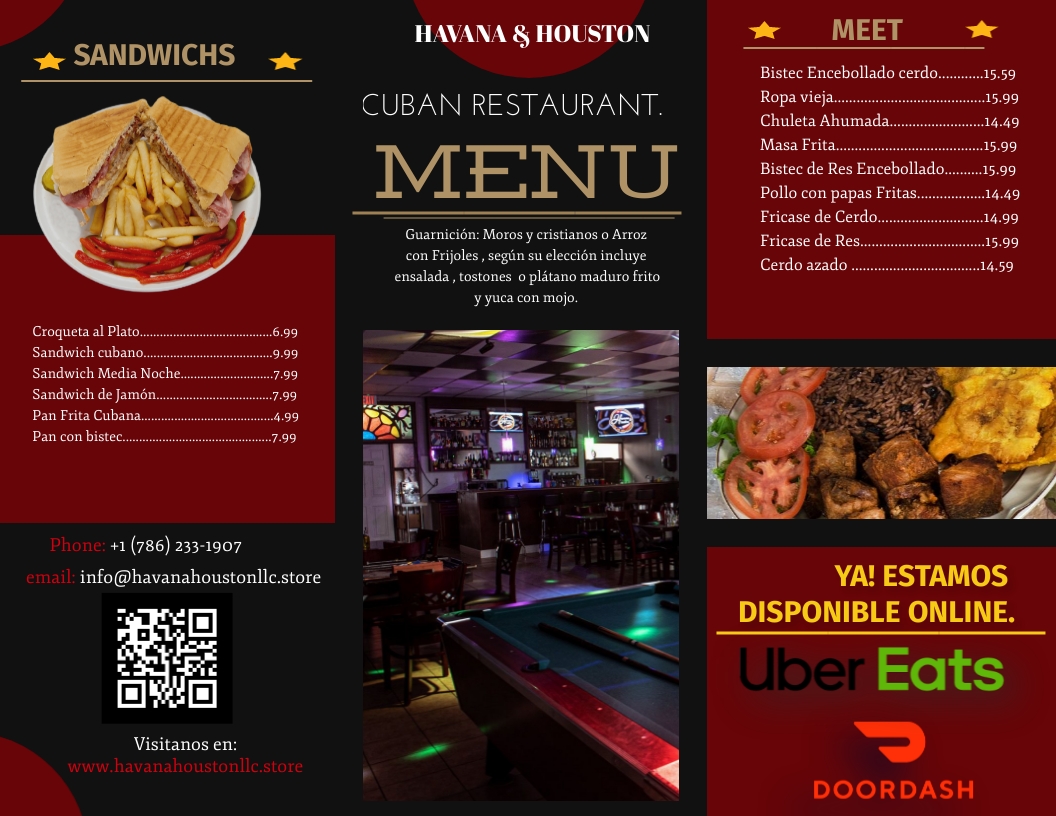 SANDWICHS
Croqueta al Plato........................................6.99
Sandwich cubano.......................................9.99
Sandwich Media Noche............................7.99
Sandwich de Jamón...................................7.99
Pan Frita Cubana........................................4.99
Pan con bistec.............................................7.99
Phone: +1 (786) 233-1907
email: info@havanahoustonllc.store
Visitanos en:
www.havanahoustonllc.store
HAVANA & HOUSTON
CUBAN RESTAURANT.
MENU
Guarnición: Moros y cristianos o Arroz
con Frijoles , según su elección incluye
ensalada , tostones o plátano maduro frito
y yuca con mojo.
MEET
Bistec Encebollado cerdo............15.59
Ropa vieja.......................................15.99
Chuleta Ahumada........................14.49
Masa Frita......................................15.99
Bistec de Res Encebollado..........15.99
Pollo con papas Fritas.................14.49
Fricase de Cerdo...........................14.99
Fricase de Res................................15.99
Cerdo azado .................................14.59
YA! ESTAMOS
DISPONIBLE ONLINE.
Uber Eats
DOORDASH